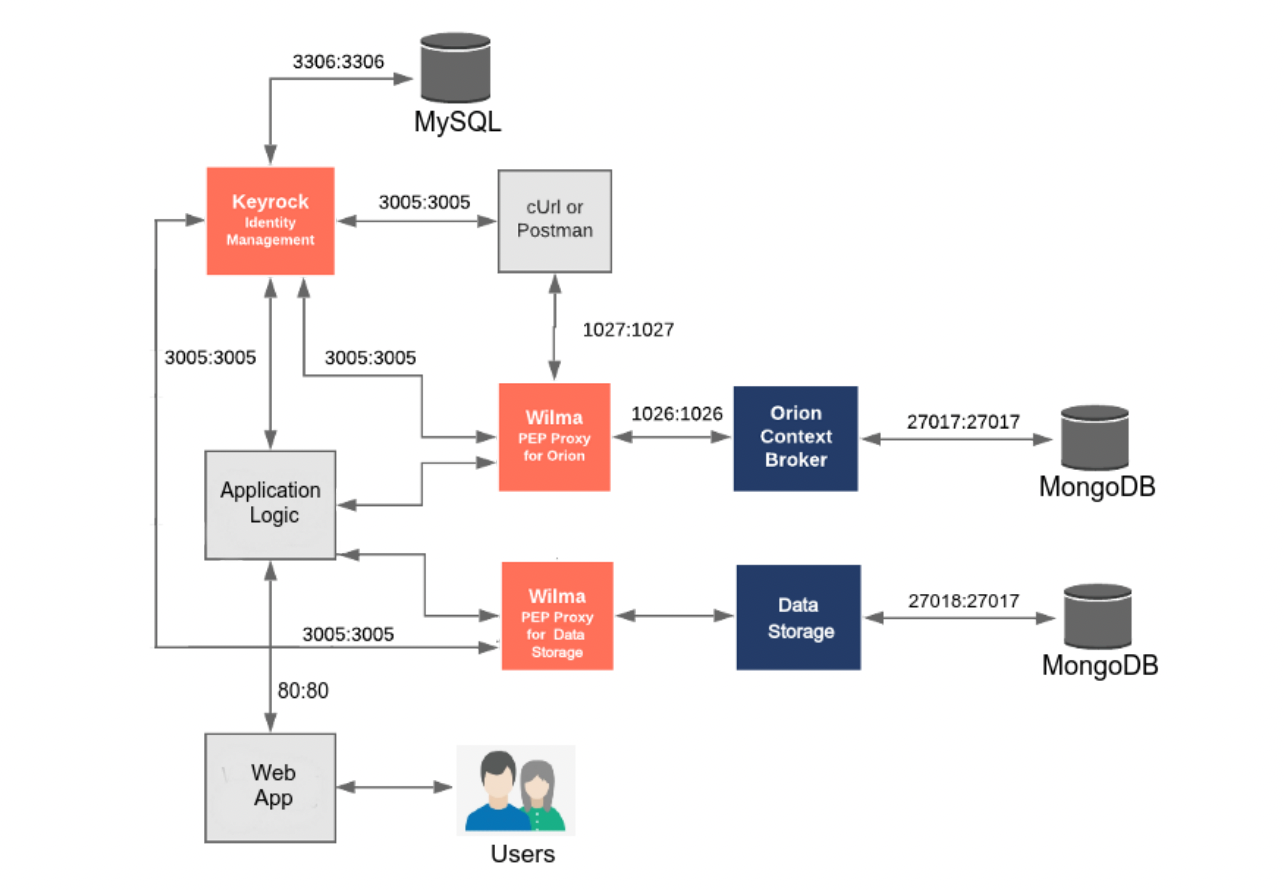 3306:3306
MySQL
Keyrock
Identity
Management
3005:3005
cUrl or
Postman
1027:1027
3005:3005
3005:3005
Wilma
PEP Proxy
for Orion
1026:1026
Orion
Context
Broker
27017:27017
MongoDB
Application
Logic
Wilma
PEP Proxy
for Data
Storage
Data
Storage
27018:27017
MongoDB
3005:3005
80:80
Web
App
Users